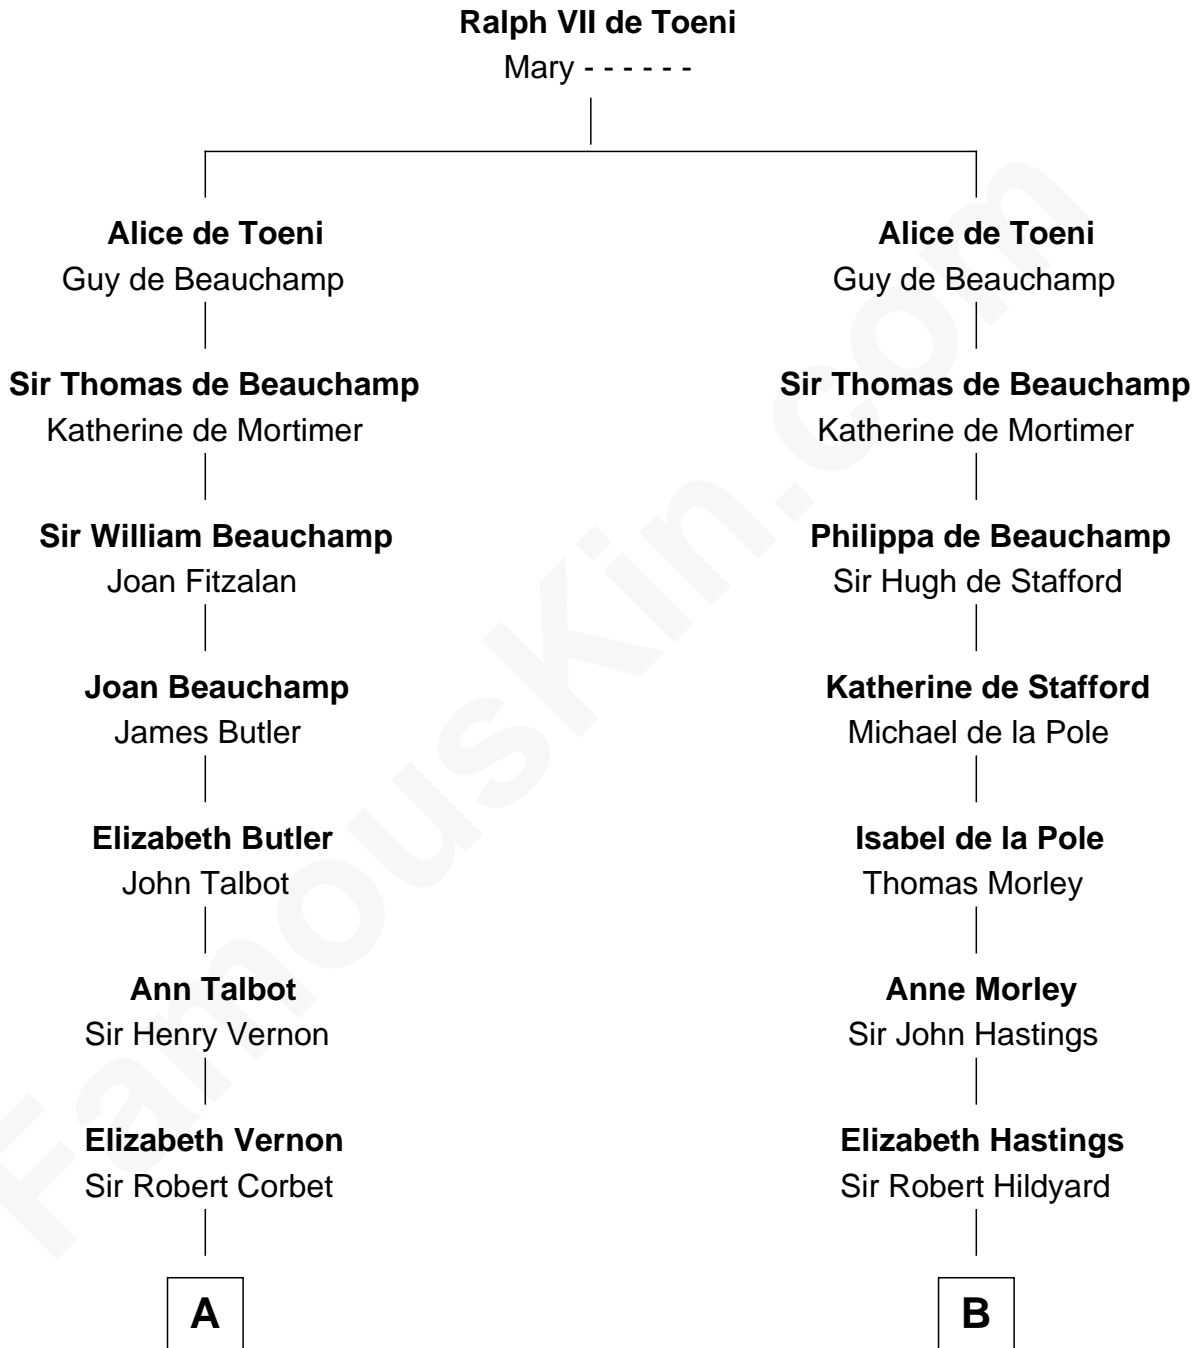 Ralph VII de Toeni
Mary - - - - - -
Alice de Toeni
Guy de Beauchamp
Sir Thomas de Beauchamp
Katherine de Mortimer
Sir William Beauchamp
Joan Fitzalan
Joan Beauchamp
James Butler
Elizabeth Butler
John Talbot
Ann Talbot
Sir Henry Vernon
Elizabeth Vernon
Sir Robert Corbet
A
Alice de Toeni
Guy de Beauchamp
Sir Thomas de Beauchamp
Katherine de Mortimer
Philippa de Beauchamp
Sir Hugh de Stafford
Katherine de Stafford
Michael de la Pole
Isabel de la Pole
Thomas Morley
Anne Morley
Sir John Hastings
Elizabeth Hastings
Sir Robert Hildyard
B
FamousKin.com